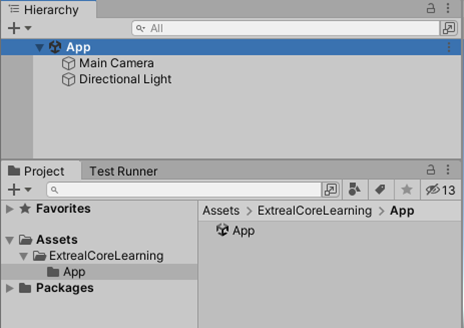 Hierarchy
All
App
Main Camera
Directional Light
Project Test Runner
13
Favorites
Assets
ExtrealCoreLearning
App
Packages
Assets > ExtrealCoreLearning > App
App